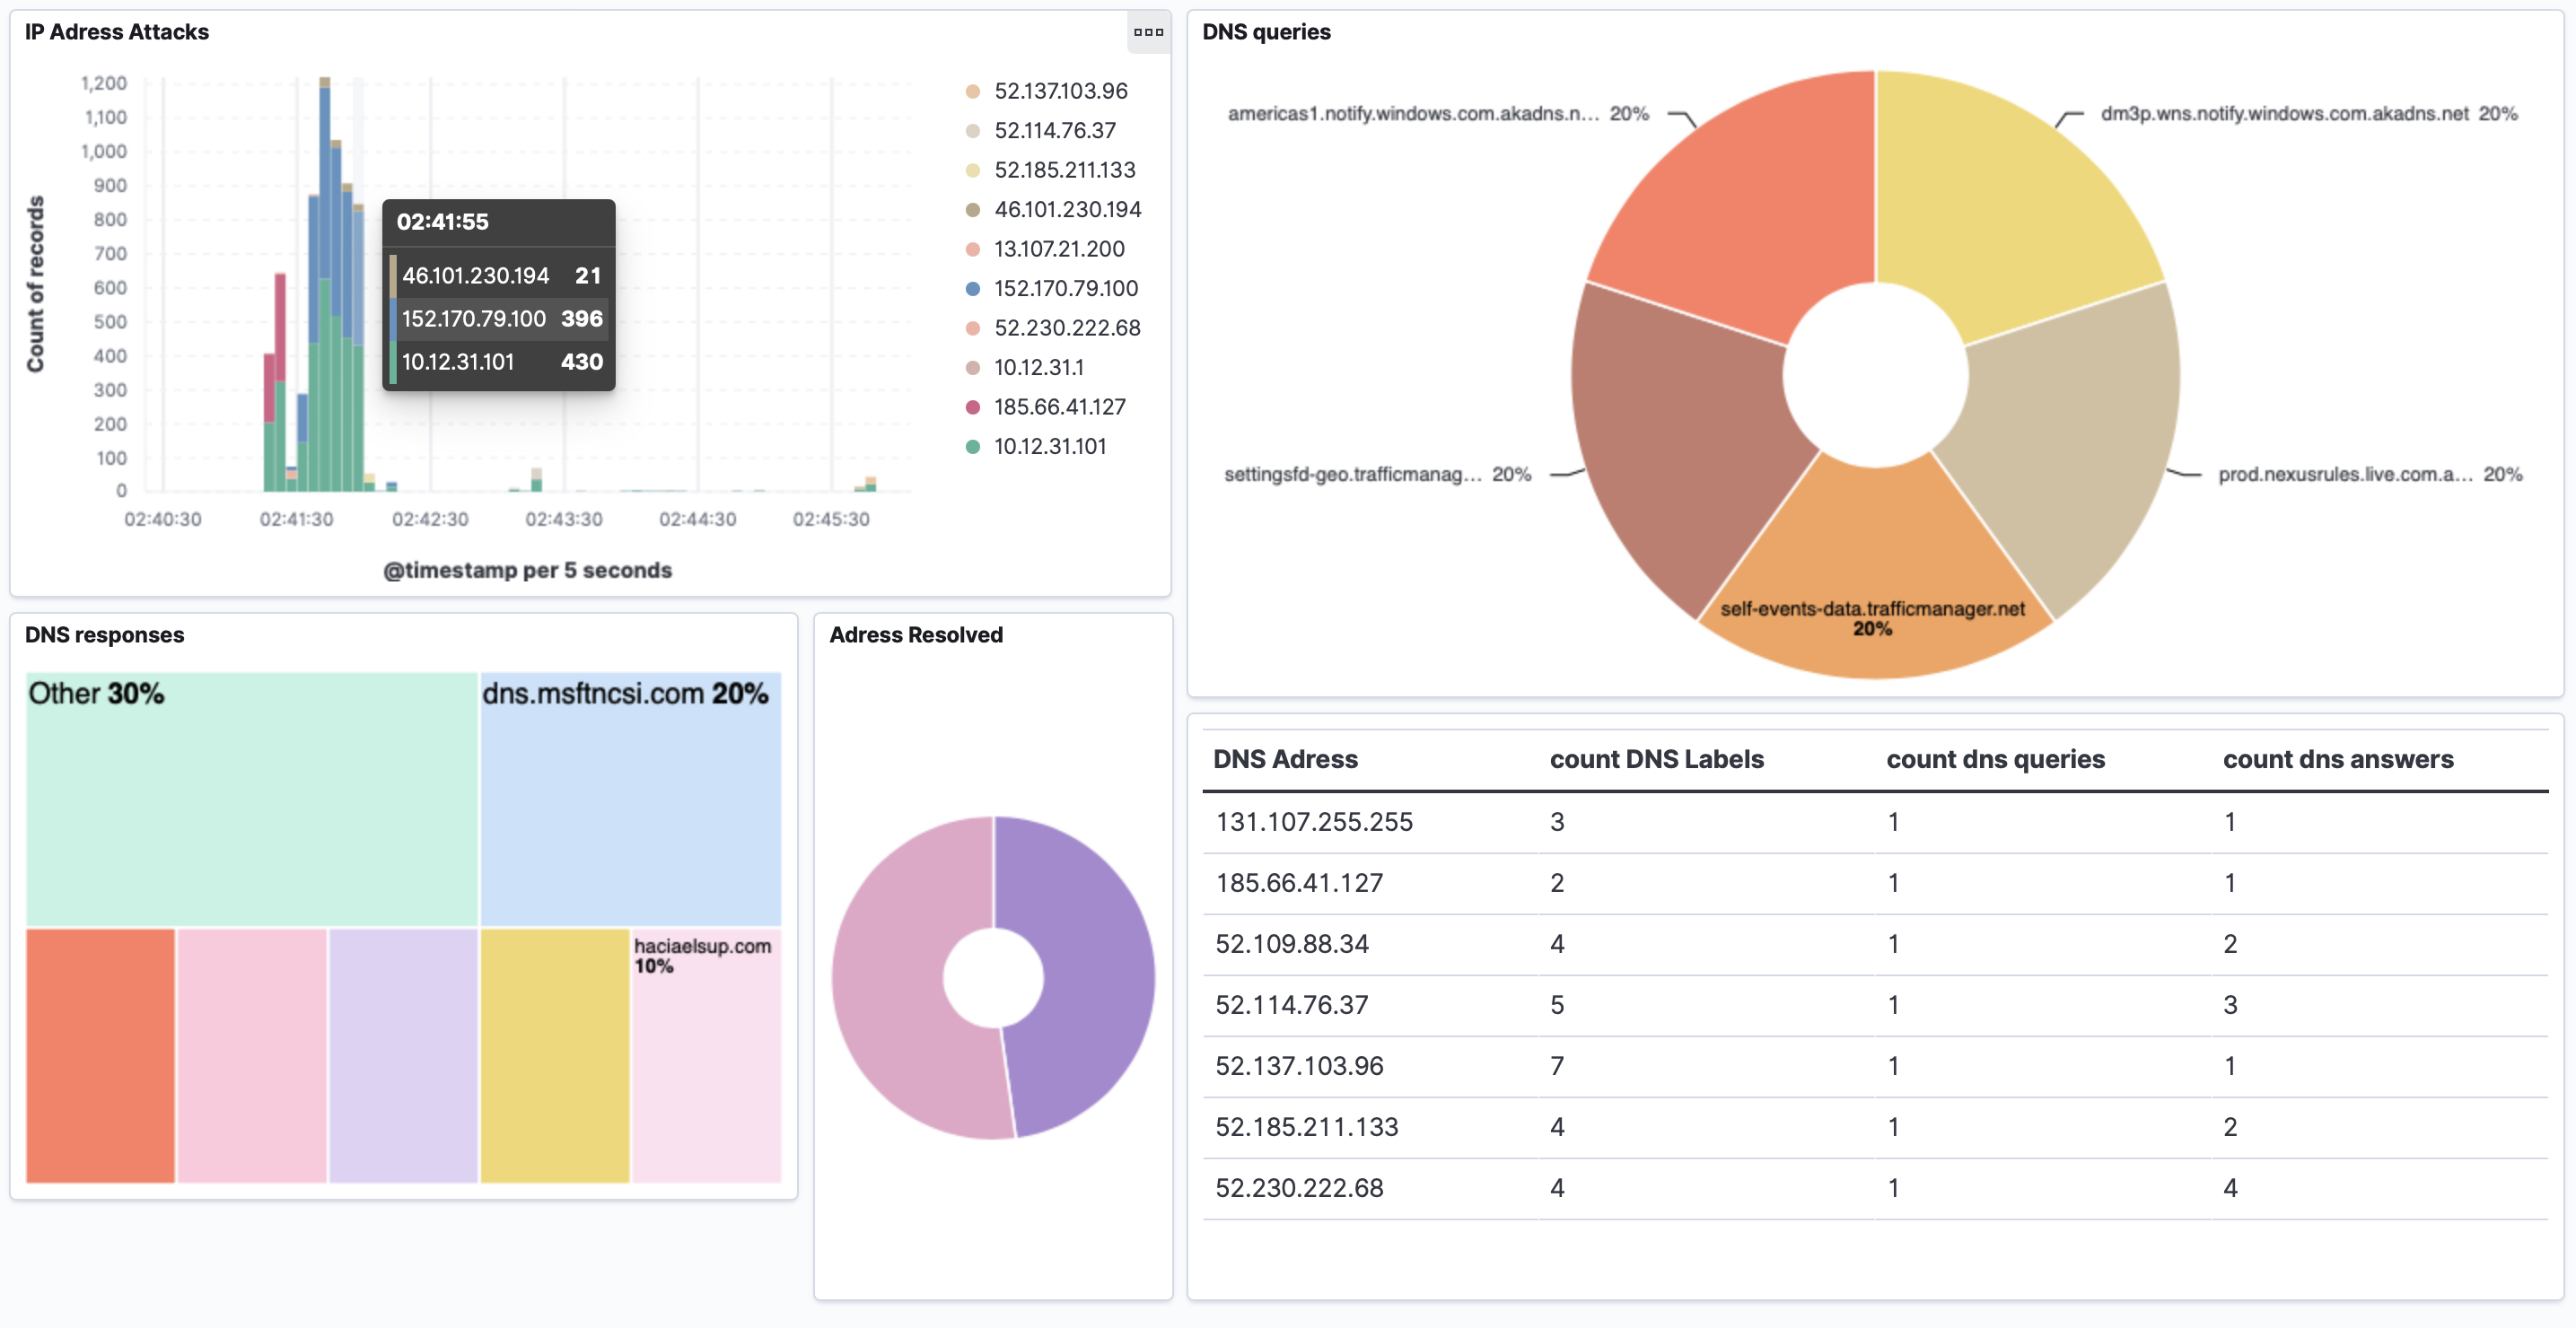 IP Adress Attacks
1,200
1,100
1,000
900
800
700
600
500
400
300
200
100
0
Count of records
02:40:30 02:41:30 02:42:30 02:43:30 02:44:30 02:45:30
@timestamp per 5 seconds
02:41:55
46.101.230.194 21
152.170.79.100 396
10.12.31.101 430
52.137.103.96
52.114.76.37
52.185.211.133
46.101.230.194
13.107.21.200
152.170.79.100
52.230.222.68
10.12.31.1
185.66.41.127
10.12.31.101
DNS queries
americas1.notify.windows.com.akadns.n... 20%
dm3p.wns.notify.windows.com.akadns.net 20%
settingsfd-geo.trafficmanag... 20%
prod.nexusrules.live.com.a... 20%
self-events-data.trafficmanager.net
20%
DNS responses
Other 30%
dns.msftncsi.com 20%
haciaelsup.com
10%
Adress Resolved
DNS Adress count DNS Labels count dns queries count dns answers
131.107.255.255 3 1 1
185.66.41.127 2 1 1
52.109.88.34 4 1 2
52.114.76.37 5 1 3
52.137.103.96 7 1 1
52.185.211.133 4 1 2
52.230.222.68 4 1 4